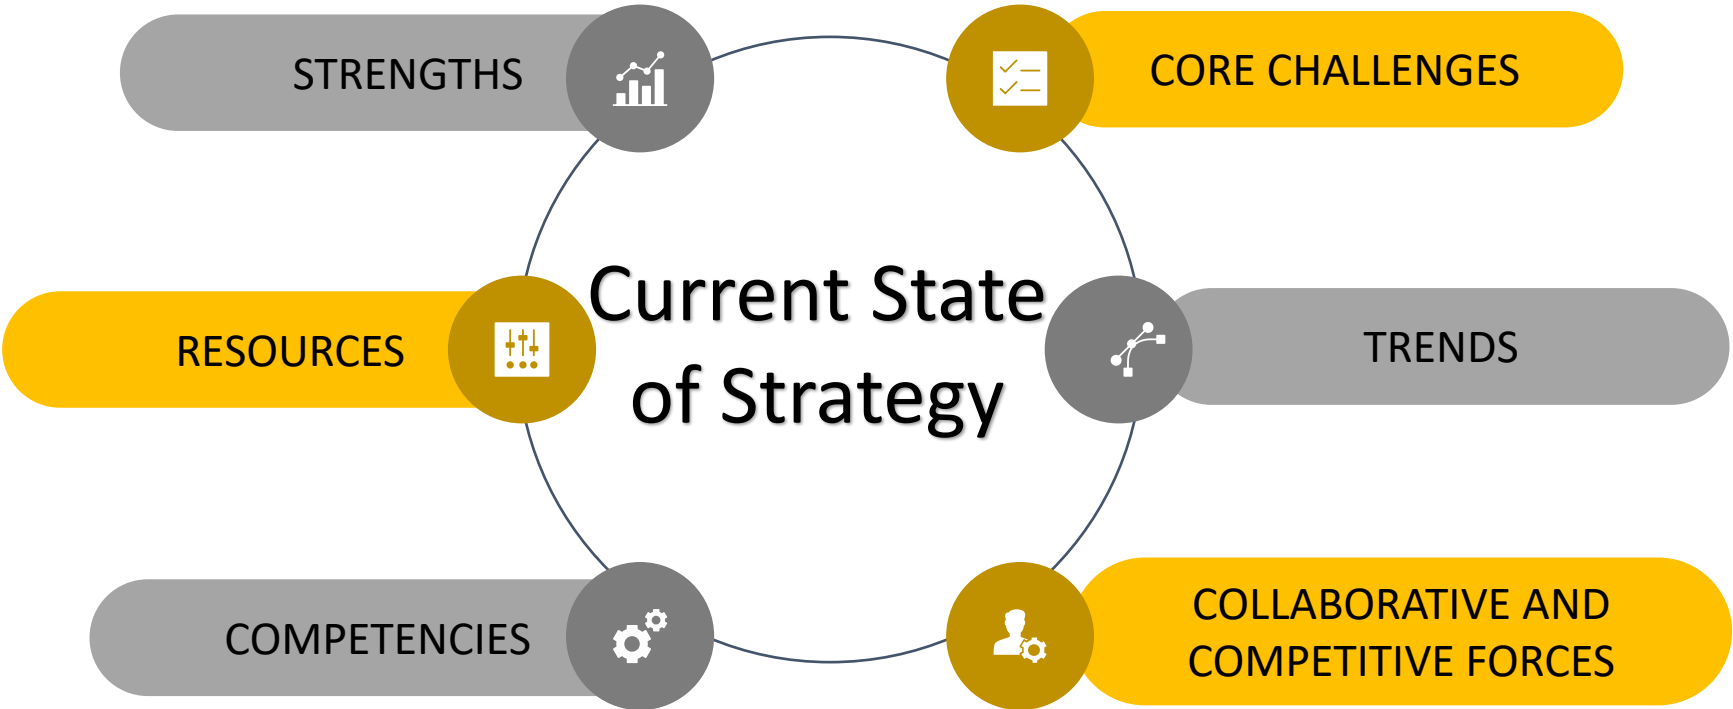 STRENGTHS
CORE CHALLENGES
Current State
of Strategy
RESOURCES
TRENDS
COMPETENCIES
COLLABORATIVE AND
COMPETITIVE FORCES